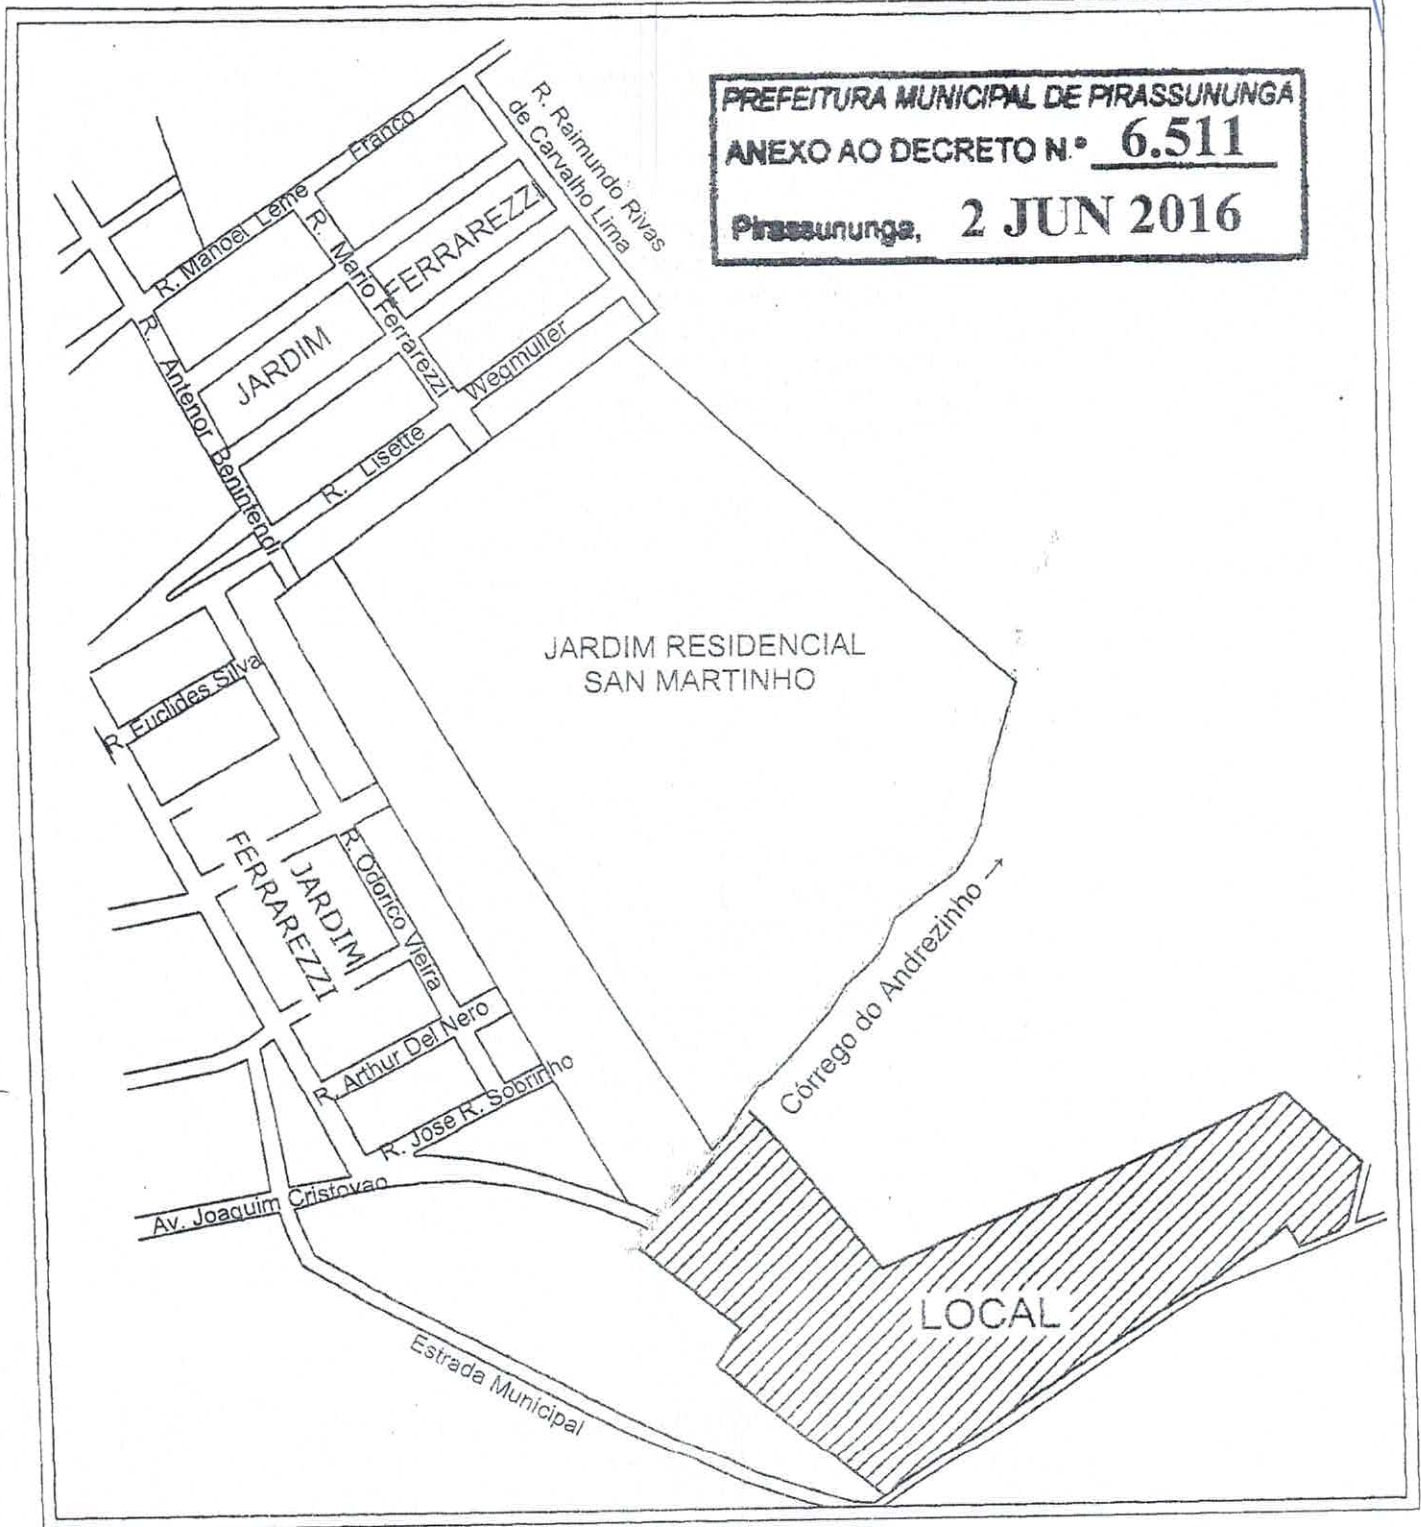 PREFEITURA MUNICIPAL DE PIRASSUNUNGA
ANEXO AO DECRETO N.º 6.511
Pirassununga, 2 JUN 2016
R. Raimundo Rivas
de Carvalho Lima
R. Manoel Leme Franco
R. Mario Ferrarezzi
JARDIM FERRAREZZI
R. Antenor Benintendi
R. Lisette Wegmuller
JARDIM RESIDENCIAL
SAN MARTINHO
R. Euclides Silva
JARDIM
FERRAREZZI
R. Odorico Vieira
R. Arthur Del Nero
R. Jose R. Sobrinho
Av. Joaquim Cristovao
Córrego do Andrezinho →
LOCAL
Estrada Municipal